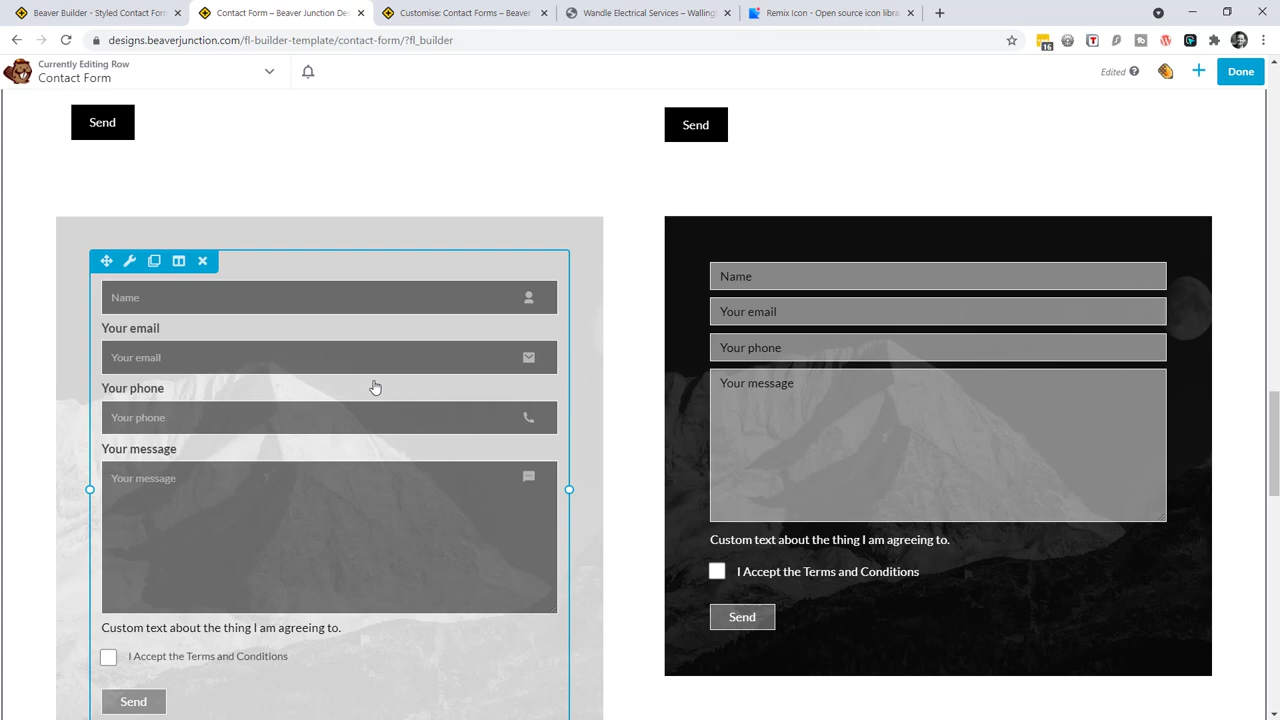 Beaver Builder - Styled Contact Form
Contact Form – Beaver Junction Des
Customise: Contact Forms – Beaver
Wandle Electrical Services – Walling
Remix Icon - Open source icon libra
designs.beaverjunction.com/fl-builder-template/contact-form/?fl_builder
16
Currently Editing Row
Contact Form
Edited
Done
Send
Send
Name
Your email
Your email
Your phone
Your phone
Your message
Your message
Custom text about the thing I am agreeing to.
I Accept the Terms and Conditions
Send
Name
Your email
Your phone
Your message
Custom text about the thing I am agreeing to.
I Accept the Terms and Conditions
Send